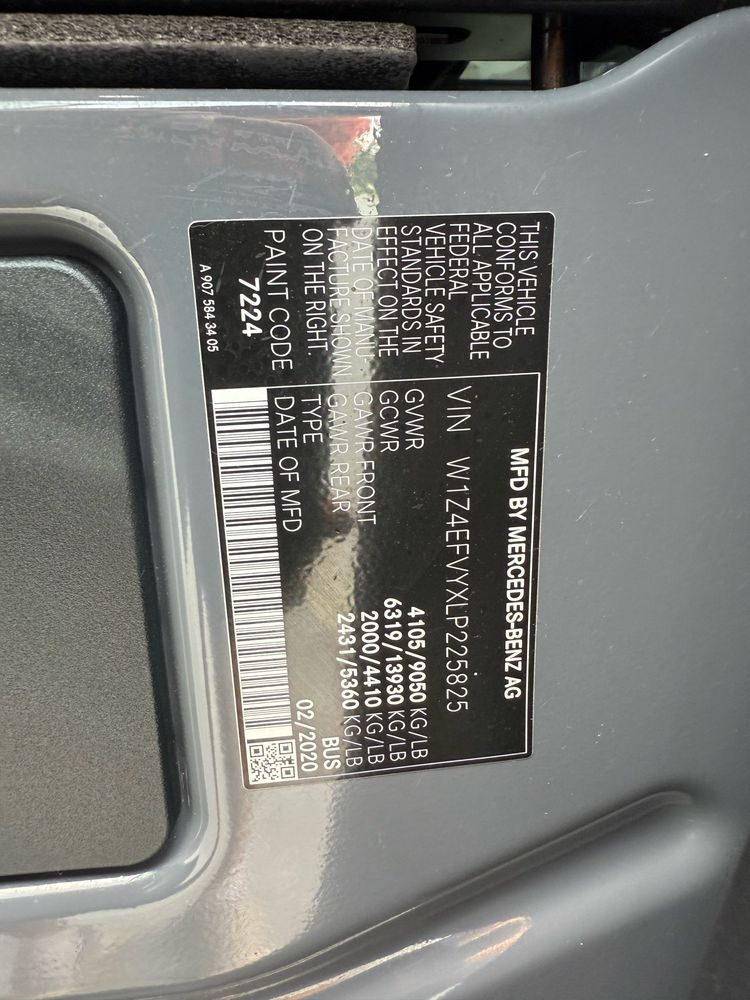 MFD BY MERCEDES-BENZ AG
VIN W1Z4EFVYXLP225825
GVWR 4105/9050 KG/LB
GCWR 6319/13930 KG/LB
GAWR FRONT 2000/4410 KG/LB
GAWR REAR 2431/5360 KG/LB
TYPE BUS
DATE OF MFD 02/2020
THIS VEHICLE
CONFORMS TO
ALL APPLICABLE
FEDERAL
VEHICLE SAFETY
STANDARDS IN
EFFECT ON THE
DATE OF MANU-
FACTURE SHOWN
ON THE RIGHT.
PAINT CODE
7224
A 907 584 34 05